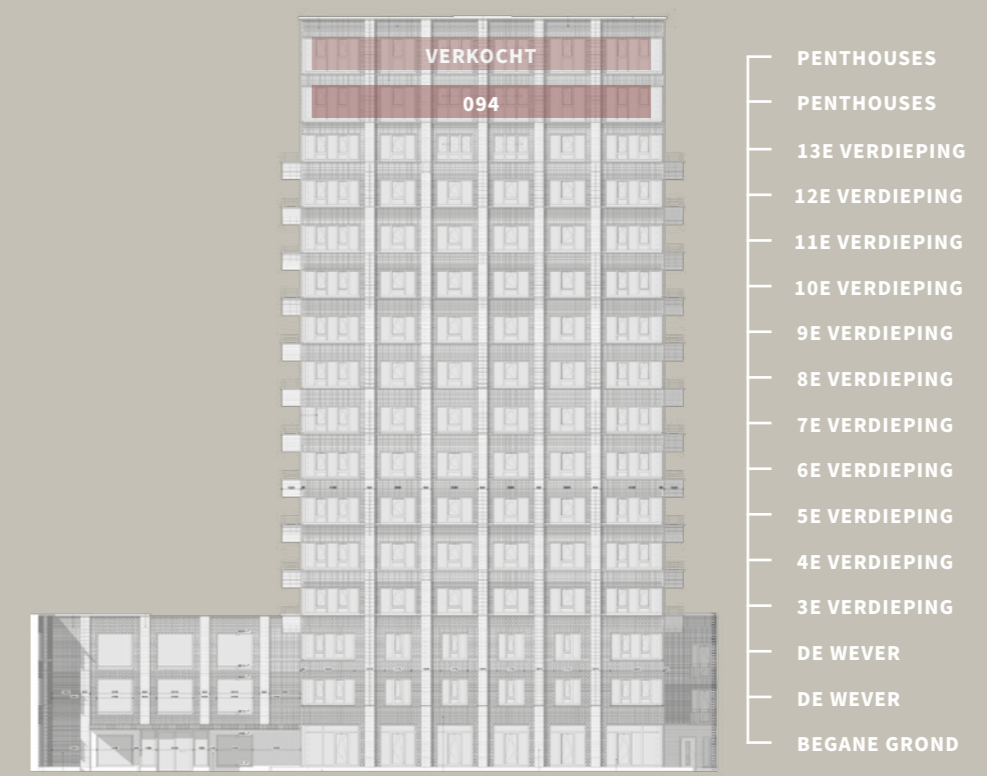 VERKOCHT
094
PENTHOUSES
PENTHOUSES
13E VERDIEPING
12E VERDIEPING
11E VERDIEPING
10E VERDIEPING
9E VERDIEPING
8E VERDIEPING
7E VERDIEPING
6E VERDIEPING
5E VERDIEPING
4E VERDIEPING
3E VERDIEPING
DE WEVER
DE WEVER
BEGANE GROND